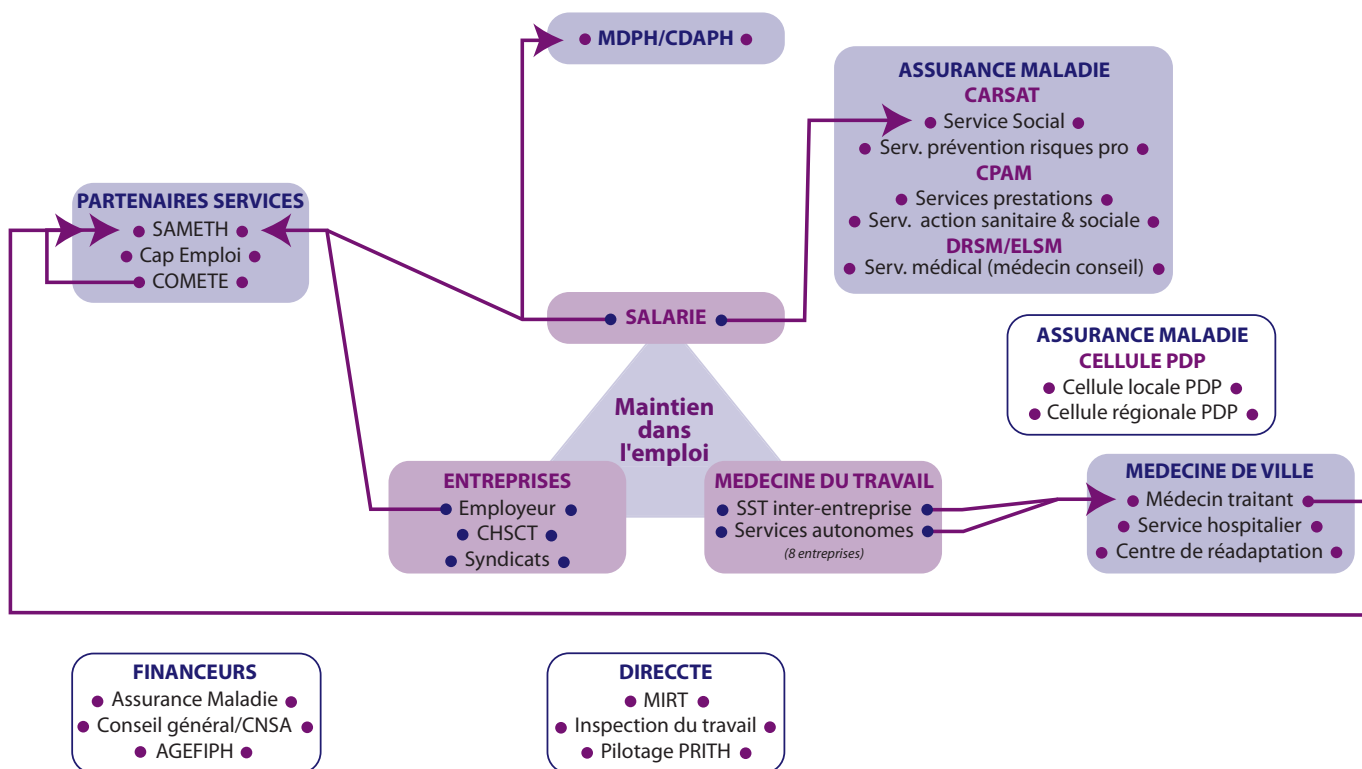 MDPH/CDAPH
ASSURANCE MALADIE
CARSAT
Service Social
Serv. prévention risques pro
CPAM
Services prestations
Serv. action sanitaire & sociale
DRSM/ELSM
Serv. médical (médecin conseil)
PARTENAIRES SERVICES
SAMETH
Cap Emploi
COMETE
SALARIE
ASSURANCE MALADIE
CELLULE PDP
Cellule locale PDP
Cellule régionale PDP
Maintien
dans
l'emploi
ENTREPRISES
Employeur
CHSCT
Syndicats
MEDECINE DU TRAVAIL
SST inter-entreprise
Services autonomes
(8 entreprises)
MEDECINE DE VILLE
Médecin traitant
Service hospitalier
Centre de réadaptation
FINANCEURS
Assurance Maladie
Conseil général/CNSA
AGEFIPH
DIRECCTE
MIRT
Inspection du travail
Pilotage PRITH